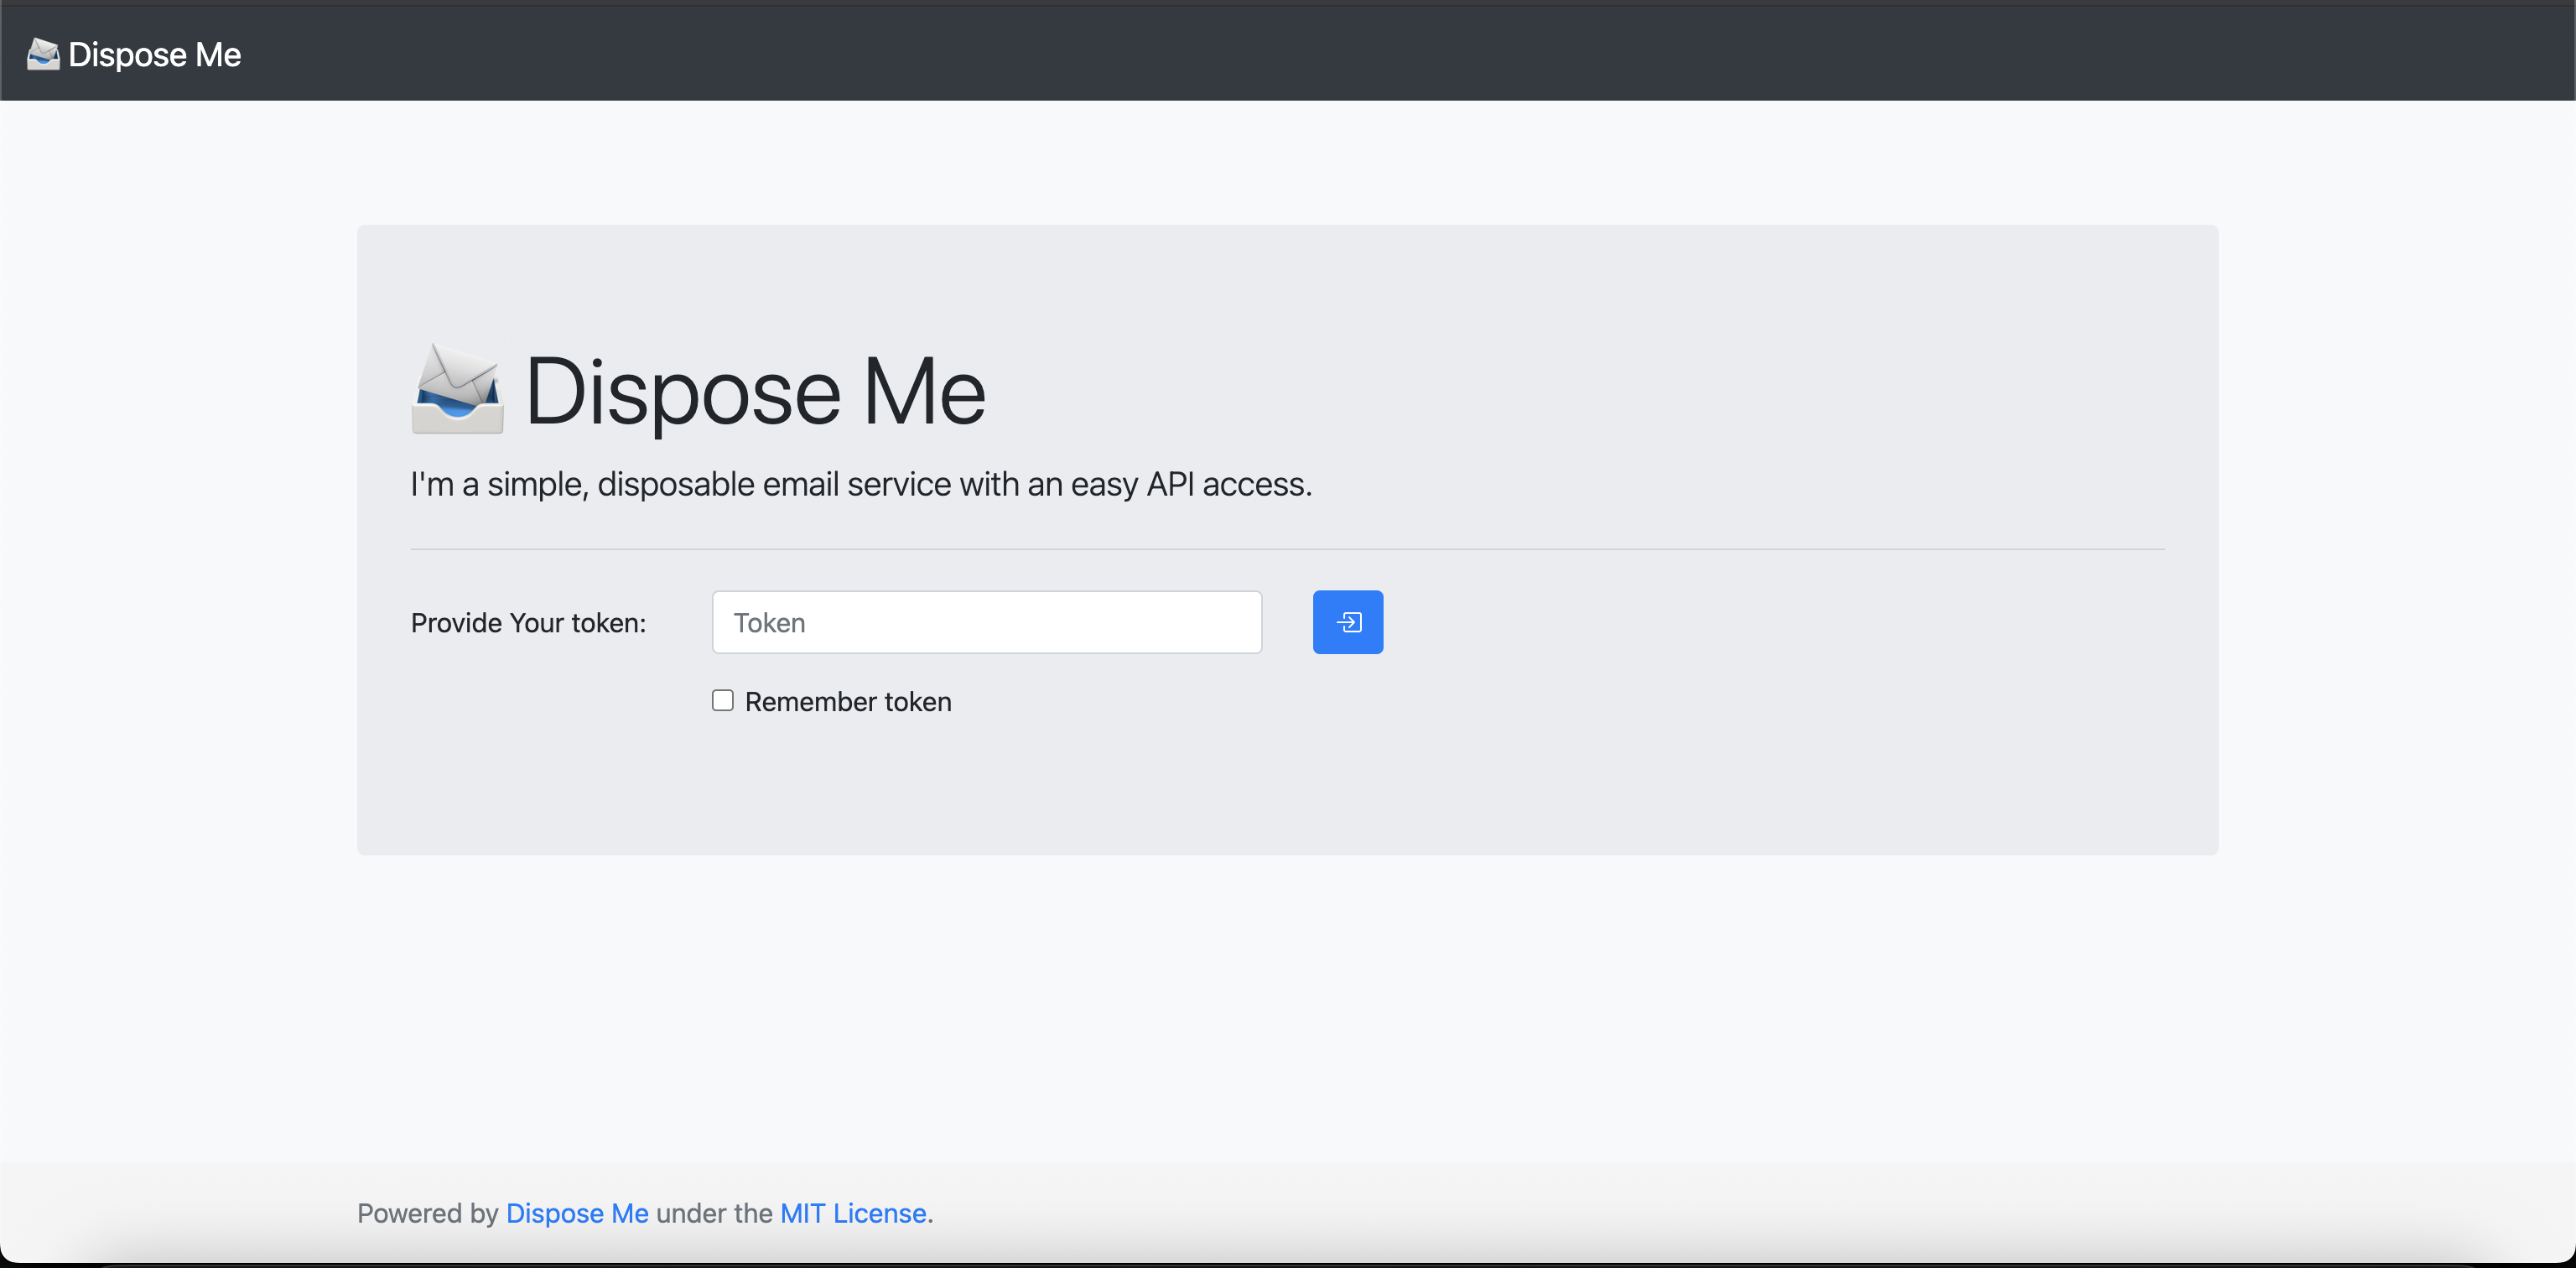 Dispose Me
Dispose Me
I'm a simple, disposable email service with an easy API access.
Provide Your token:
Token
Remember token
Powered by Dispose Me under the MIT License.